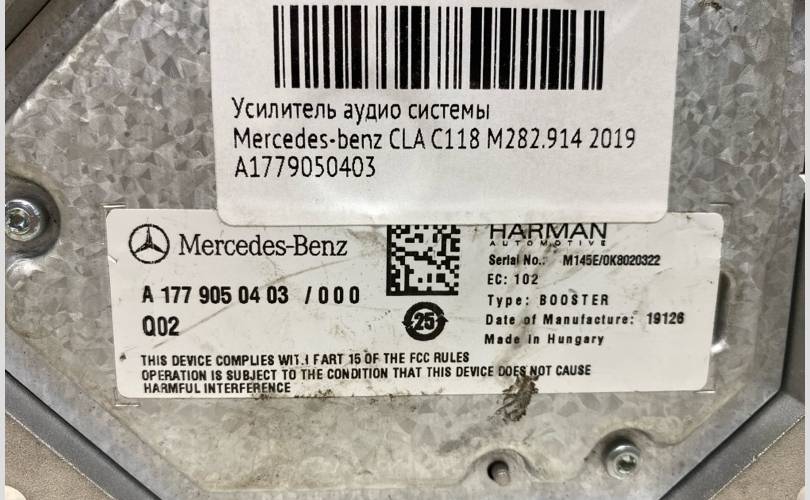 Усилитель аудио системы
Mercedes-benz CLA C118 M282.914 2019
A1779050403
Mercedes-Benz
A 177 905 04 03 /000
Q02
25
HARMAN
AUTOMOTIVE
Serial No.: M145E/0K8020322
EC: 102
Type: BOOSTER
Date of Manufacture: 19126
Made in Hungary
THIS DEVICE COMPLIES WITH PART 15 OF THE FCC RULES
OPERATION IS SUBJECT TO THE CONDITION THAT THIS DEVICE DOES NOT CAUSE
HARMFUL INTERFERENCE